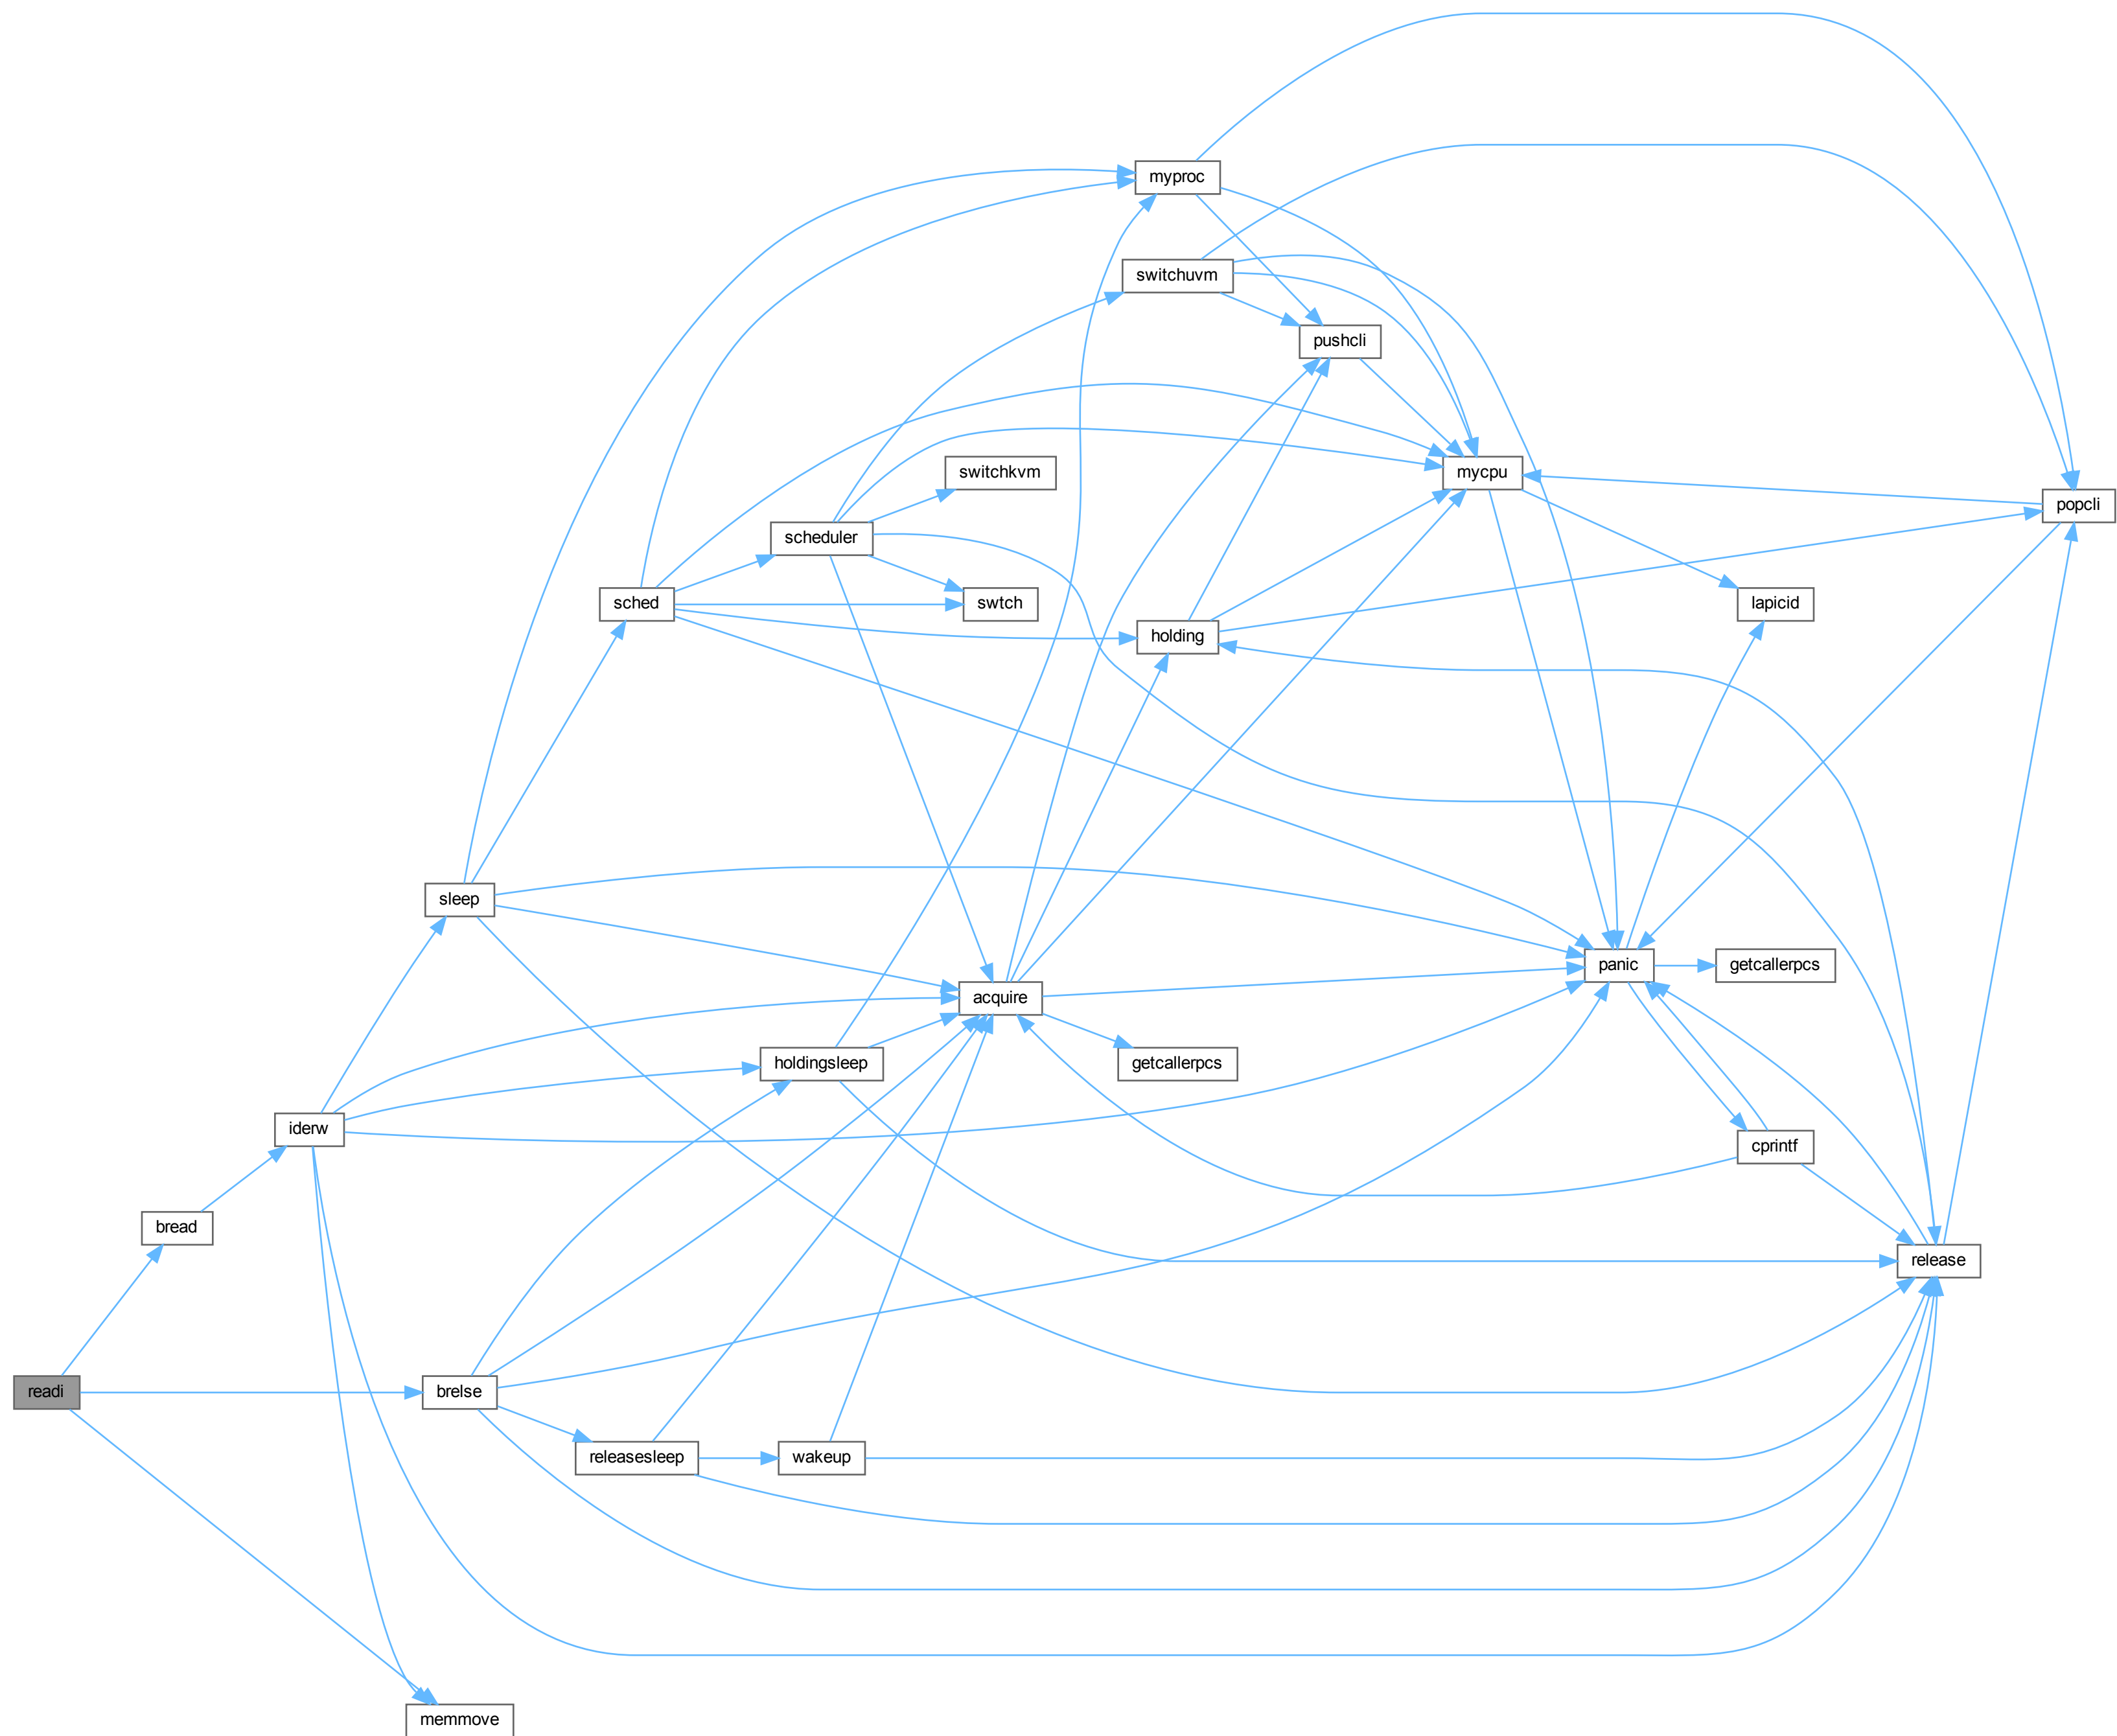 myproc
switchuvm
pushcli
switchkvm
mycpu
popcli
scheduler
sched
swtch
lapicid
holding
sleep
panic
getcallerpcs
acquire
holdingsleep
getcallerpcs
iderw
cprintf
bread
release
readi
brelse
releasesleep
wakeup
memmove